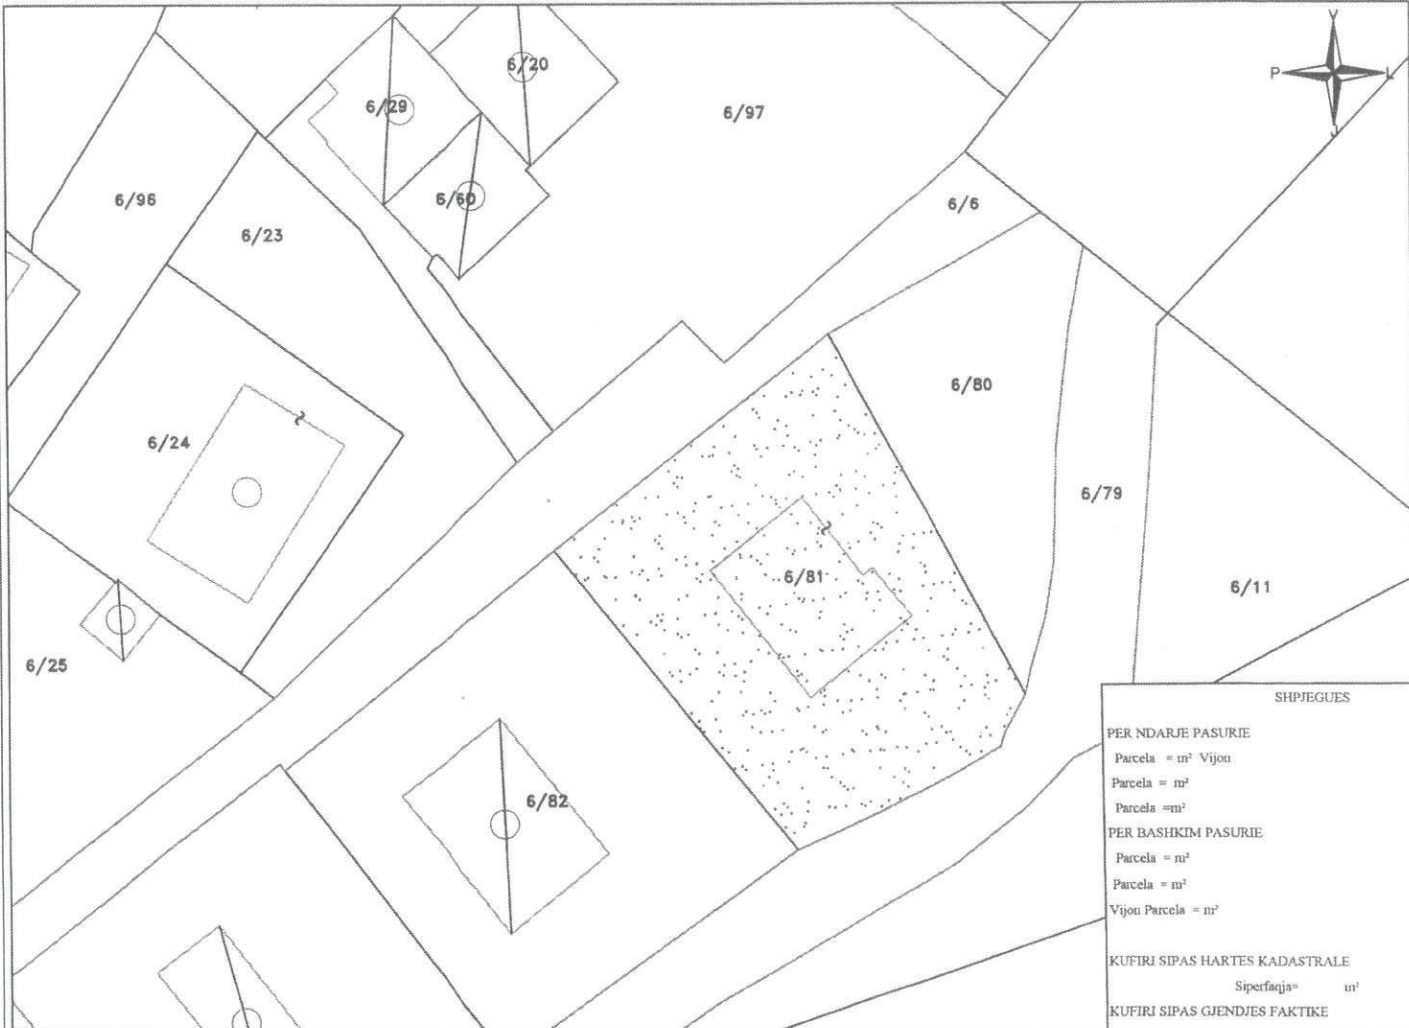 V
6/20
P
L
6/29
6/97
J
6/96
6/60
6/6
6/23
6/80
6/24
6/79
6/81
6/11
6/25
SHPJEGUES
PER NDARJE PASURIE
Parcela = m² Vijon
Parcela = m²
Parcela =m²
6/82
PER BASHKIM PASURIE
Parcela = m²
Parcela = m²
Vijon Parcela = m²
KUFIRI SIPAS HARTES KADASTRALE
Siperfaqja= m²
KUFIRI SIPAS GJENDJES FAKTIKE